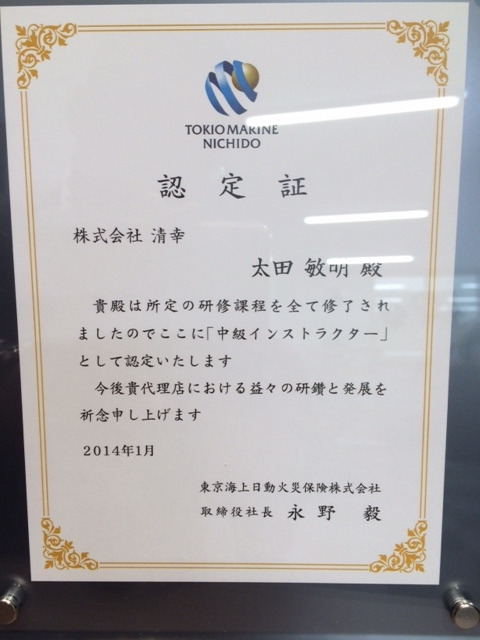 TOKIO MARINE
NICHIDO
認定証
株式会社 清幸
太田 敏明 殿
貴殿は所定の研修課程を全て修了され
ましたのでここに「中級インストラクター」
として認定いたします
今後貴代理店における益々の研鑽と発展を
祈念申し上げます
2014年1月
東京海上日動火災保険株式会社
取締役社長 永野 毅